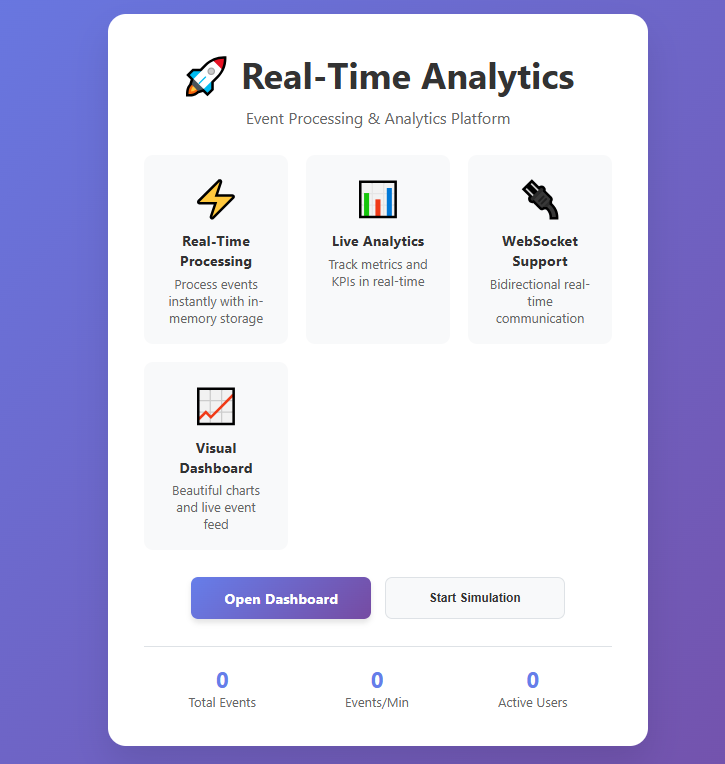 Real-Time Analytics
Event Processing & Analytics Platform
Real-Time
Processing
Process events
instantly with in-
memory storage
Live Analytics
Track metrics and
KPIs in real-time
WebSocket
Support
Bidirectional real-
time
communication
Visual
Dashboard
Beautiful charts
and live event
feed
Open Dashboard
Start Simulation
0
Total Events
0
Events/Min
0
Active Users